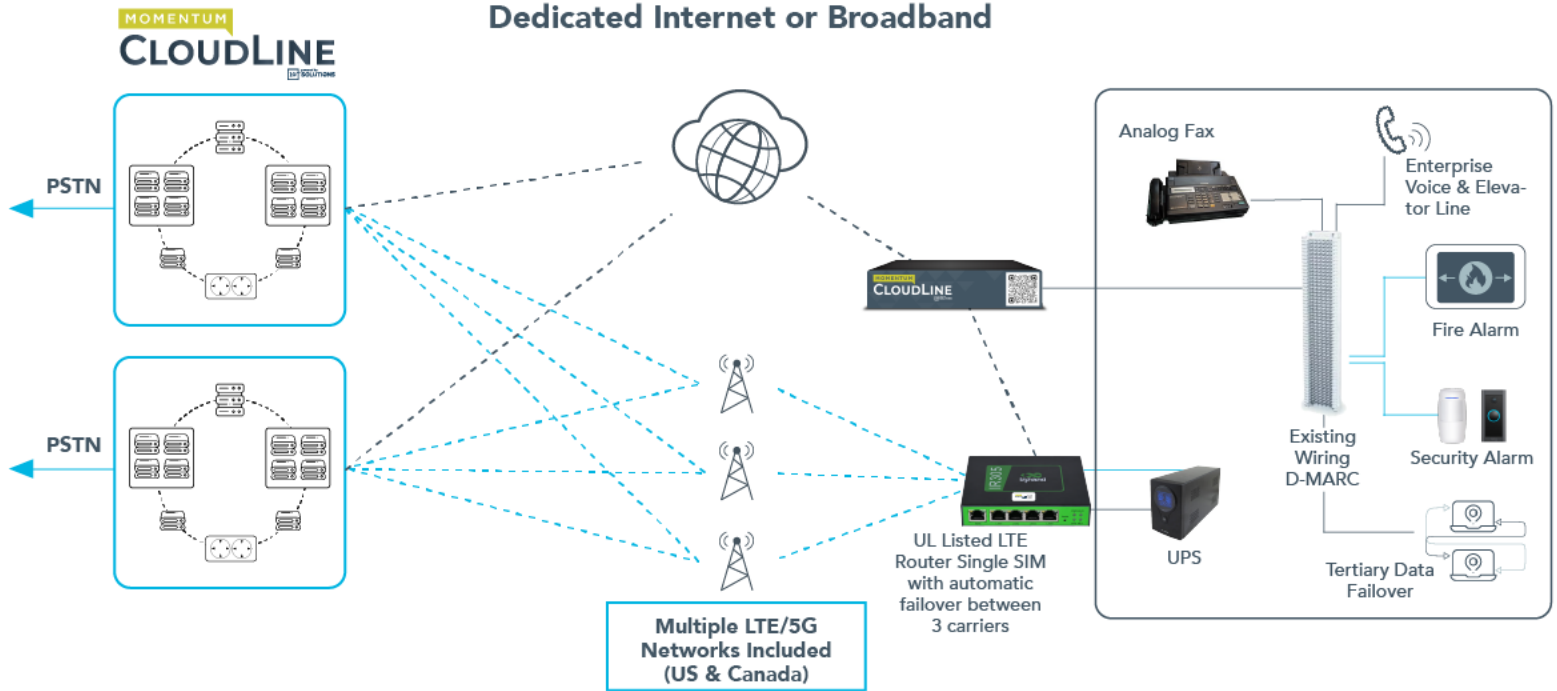 MOMENTUM
CLOUDLINE
SOLUTIONS
Dedicated Internet or Broadband
PSTN
PSTN
MOMENTUM
CLOUDLINE
Multiple LTE/5G
Networks Included
(US & Canada)
IR305
UL Listed LTE
Router Single SIM
with automatic
failover between
3 carriers
UPS
Analog Fax
Enterprise
Voice & Eleva-
tor Line
Fire Alarm
Security Alarm
Existing
Wiring
D-MARC
Tertiary Data
Failover